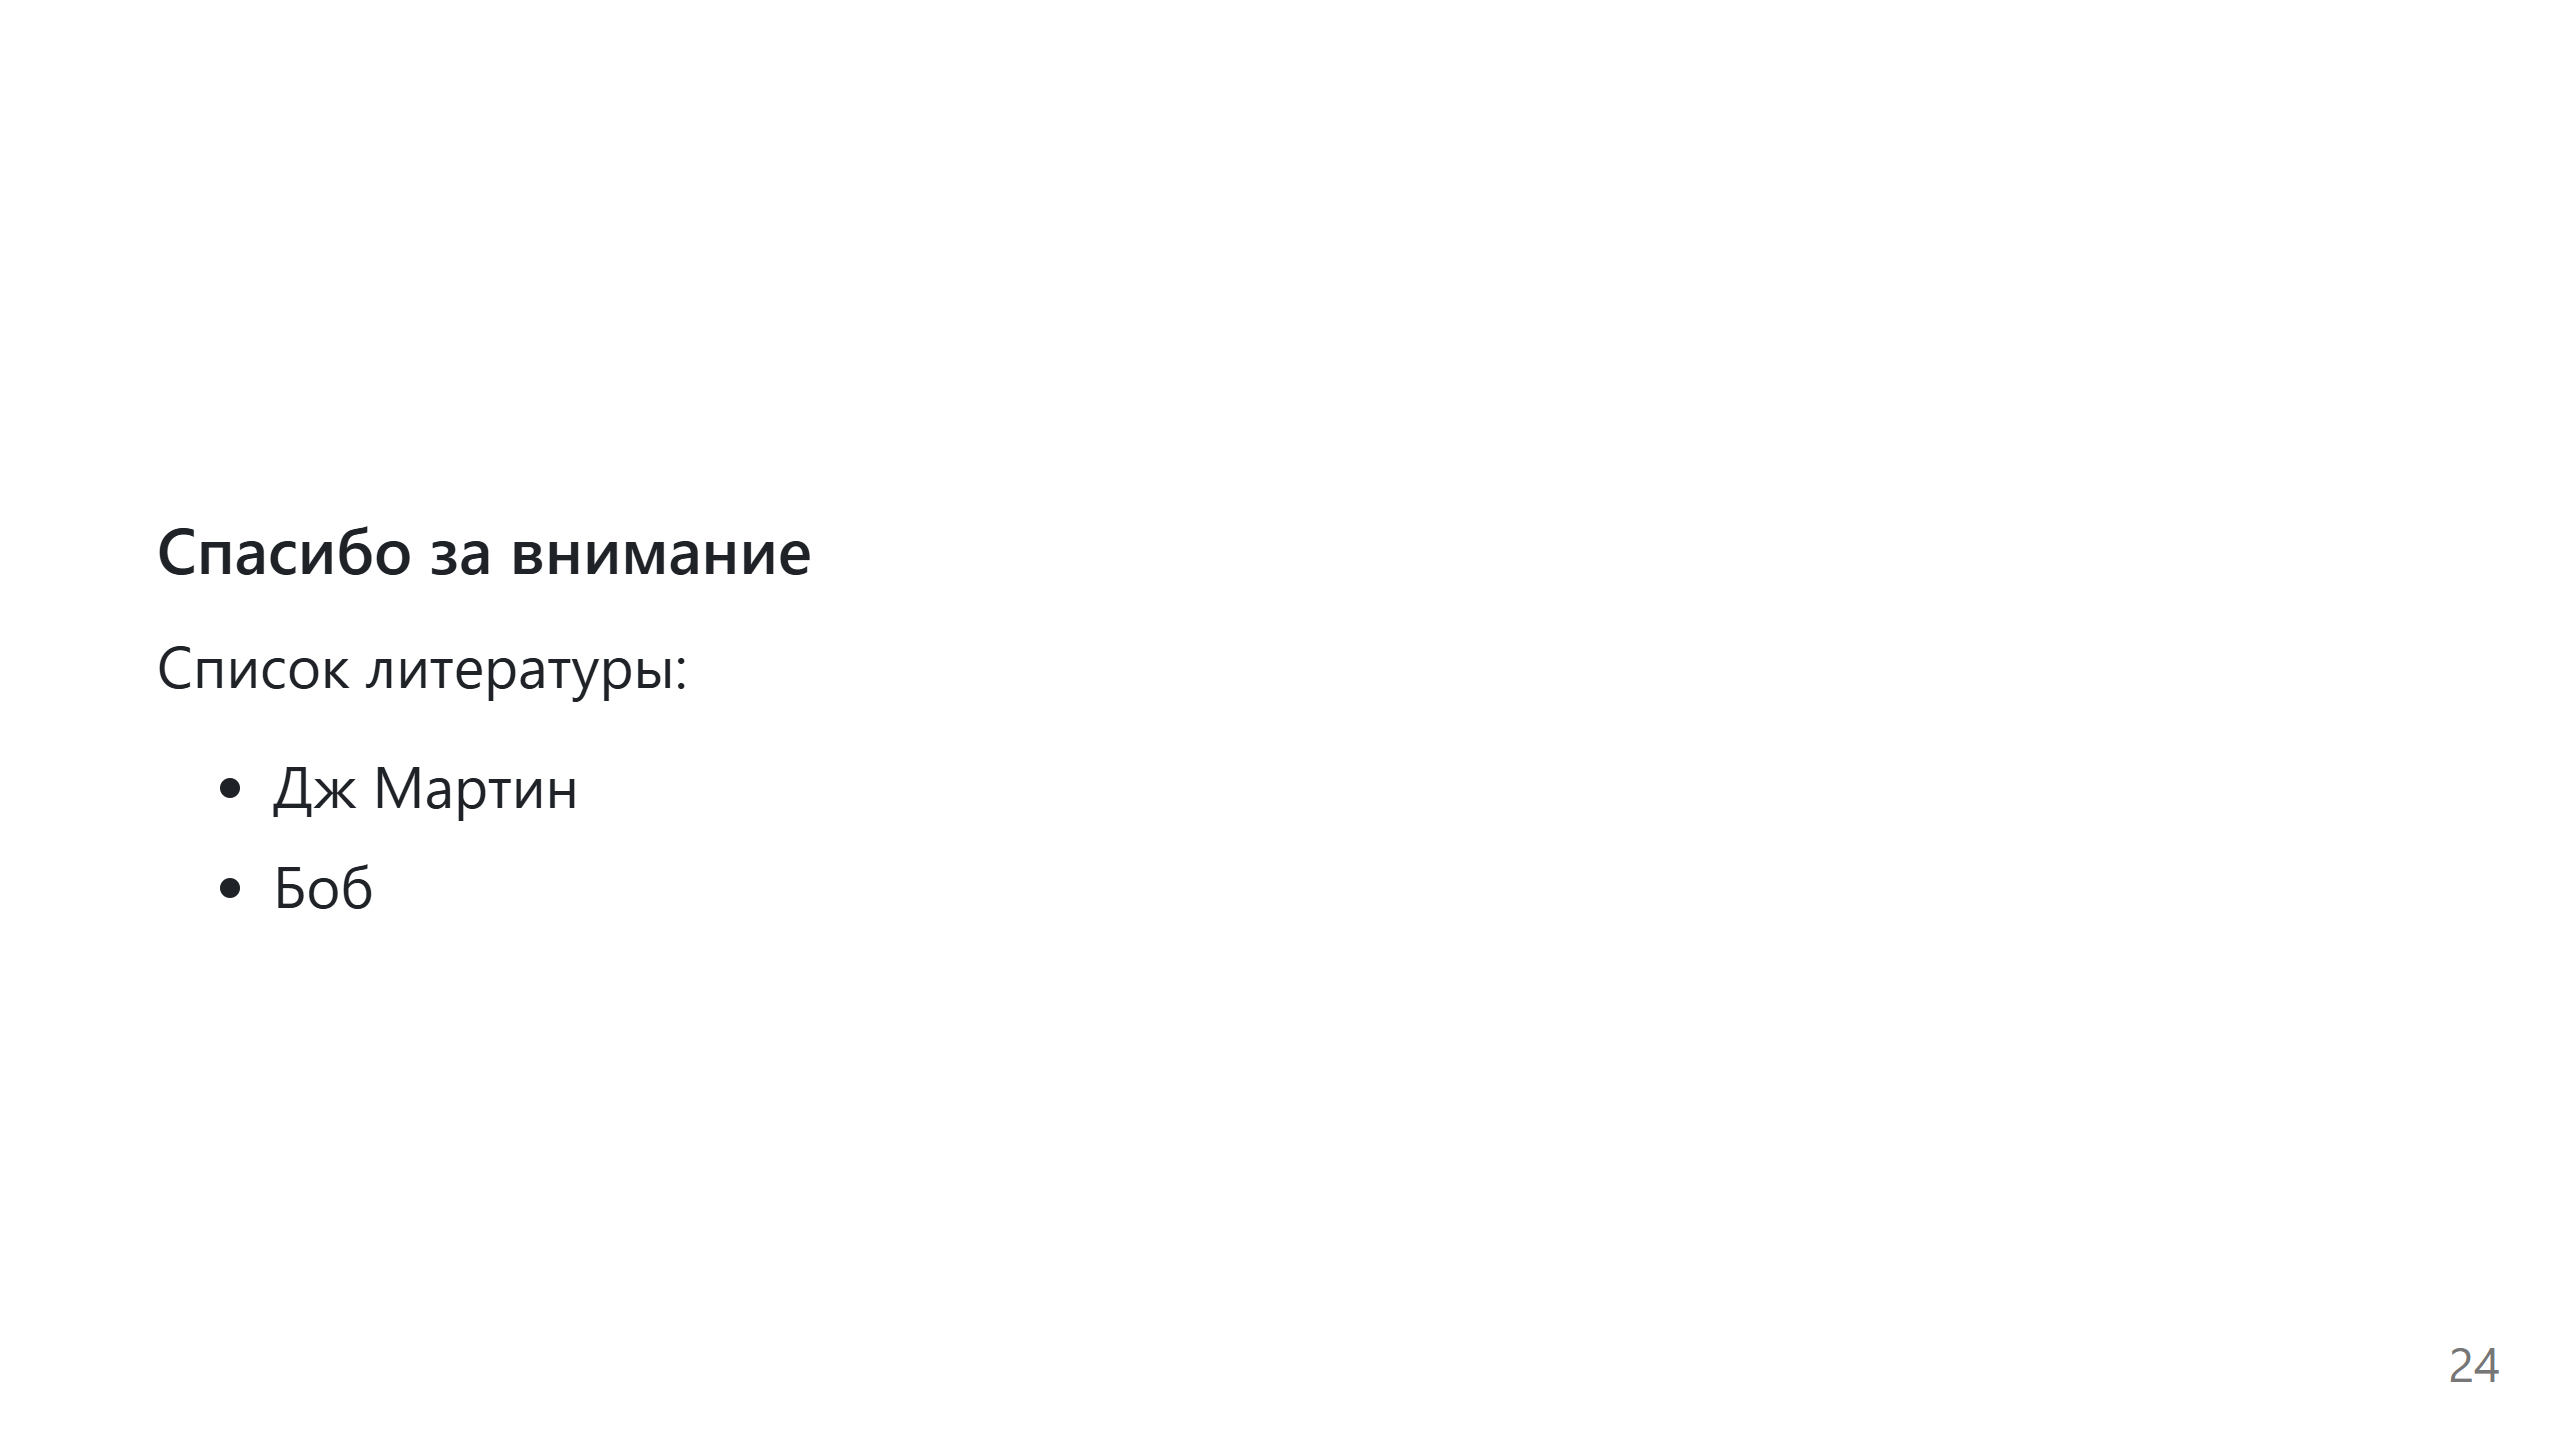 Спасибо за внимание
Список литературы:
Дж Мартин
Боб
24